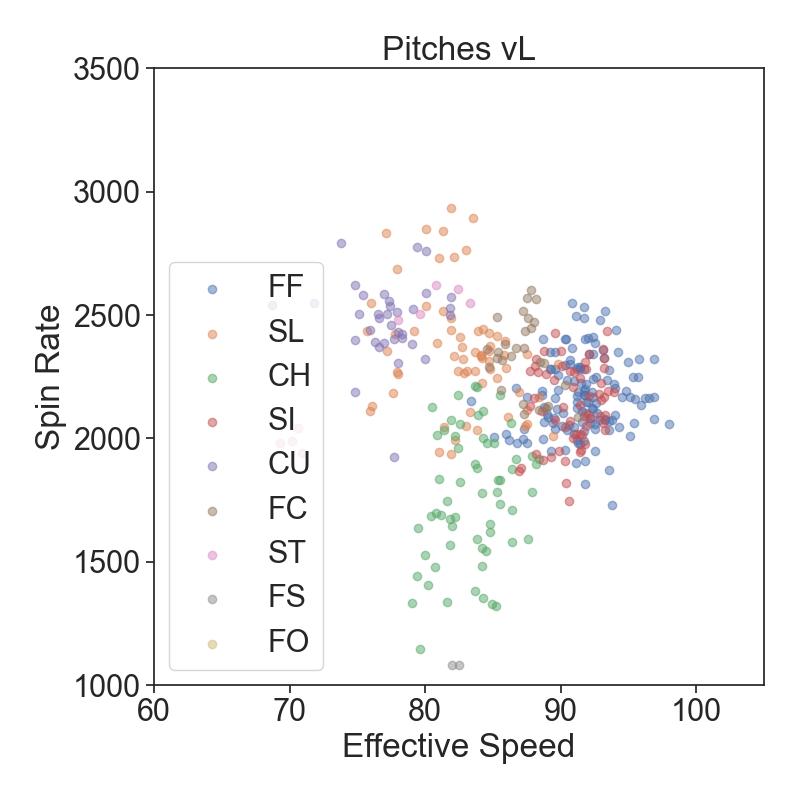 Pitches vL
3500
3000
2500
2000
1500
1000
Spin Rate
FF
SL
CH
SI
CU
FC
ST
FS
FO
60 70 80 90 100
Effective Speed